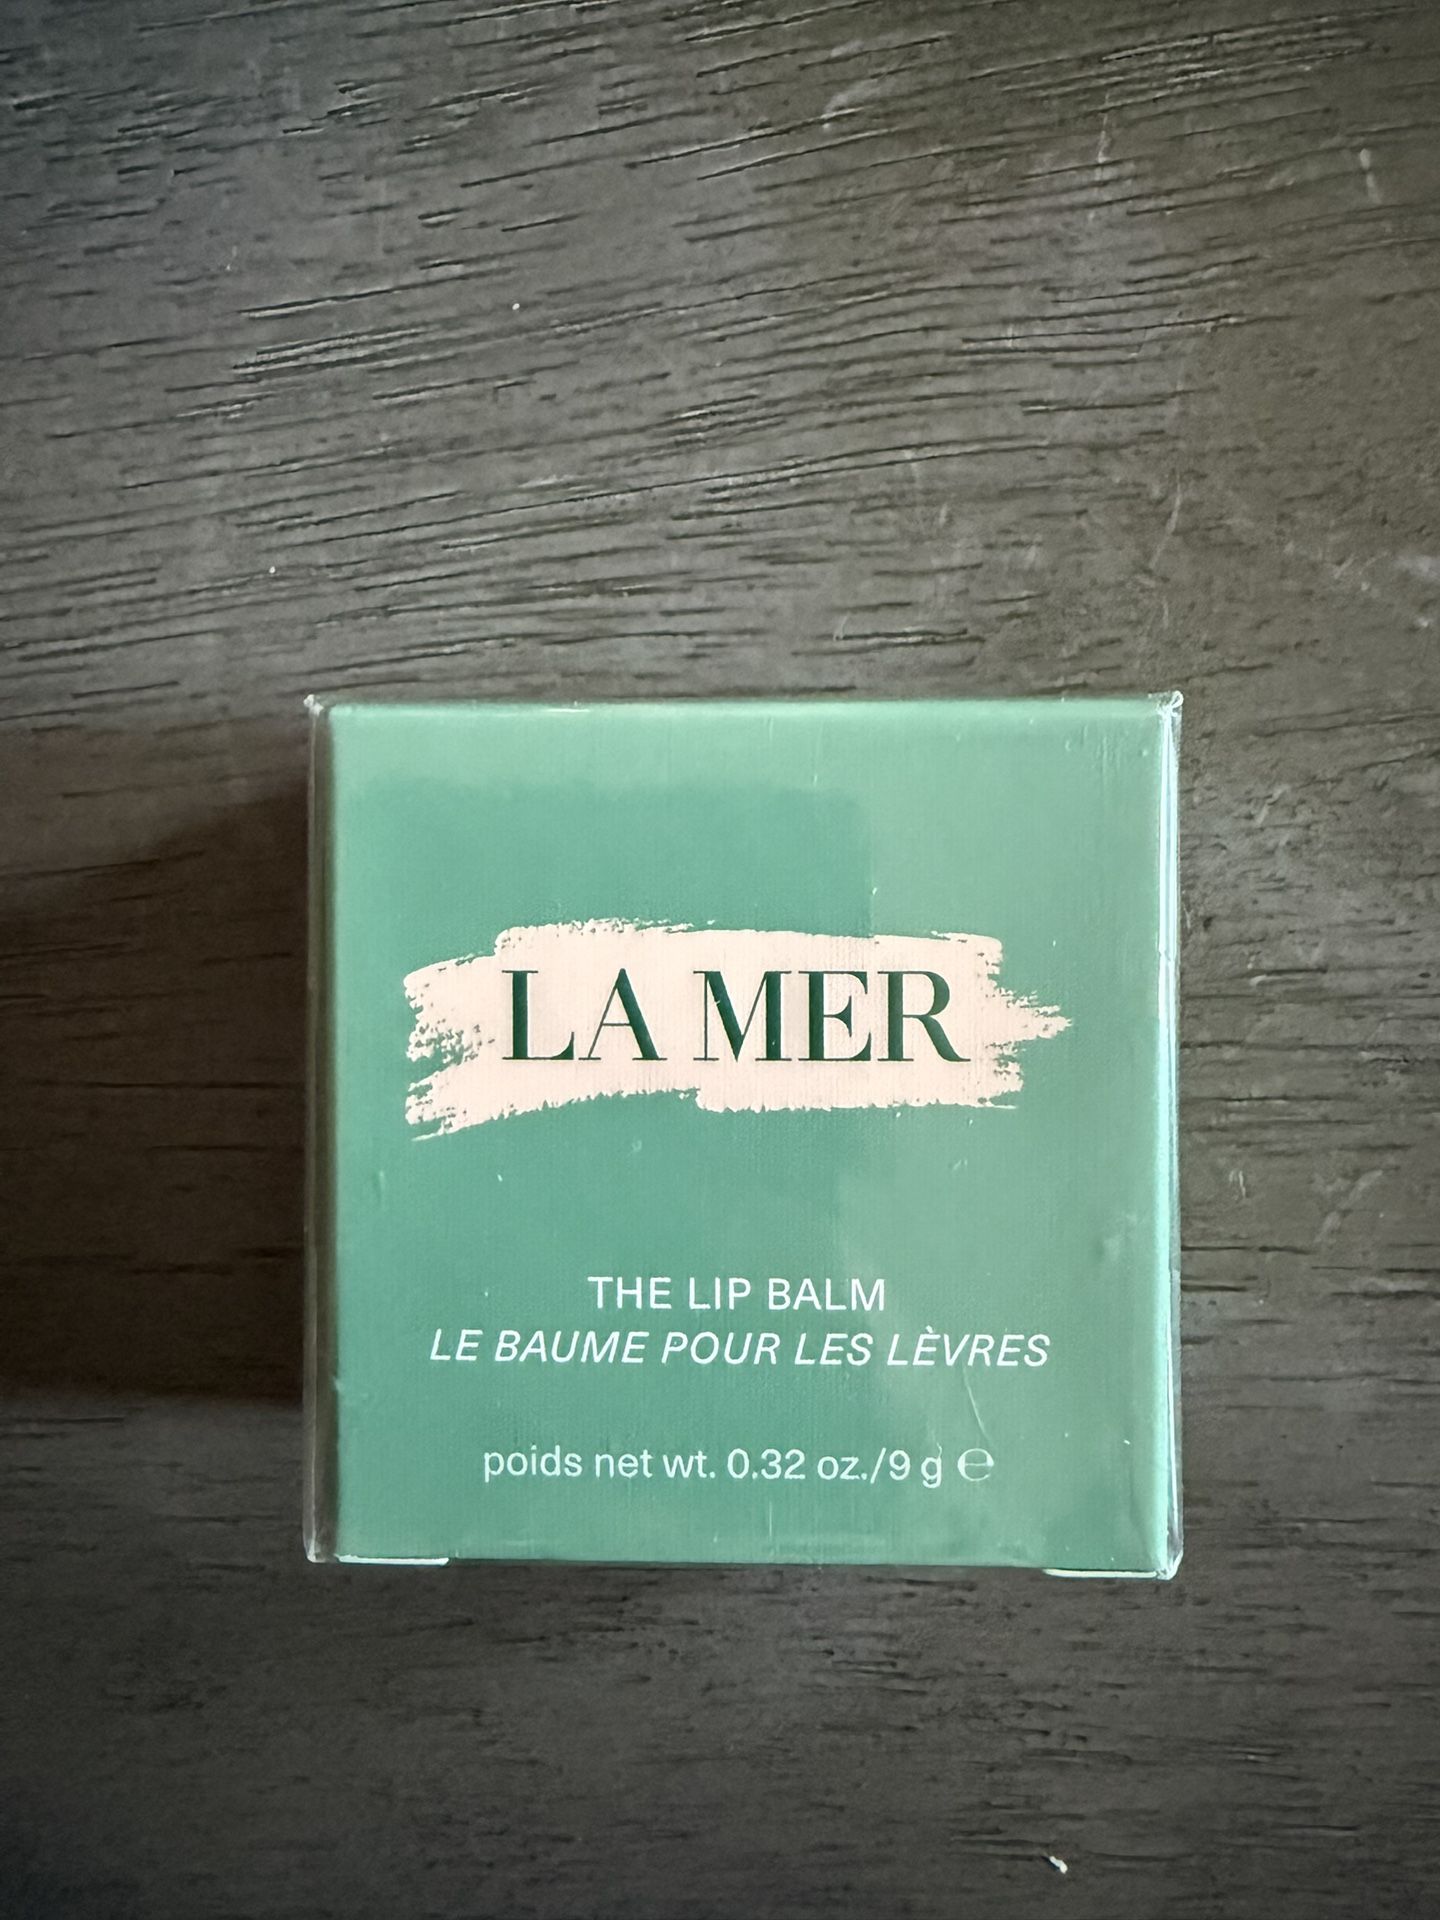 LA MER
THE LIP BALM
LE BAUME POUR LES LÈVRES
poids net wt. 0.32 oz./9 g ℮